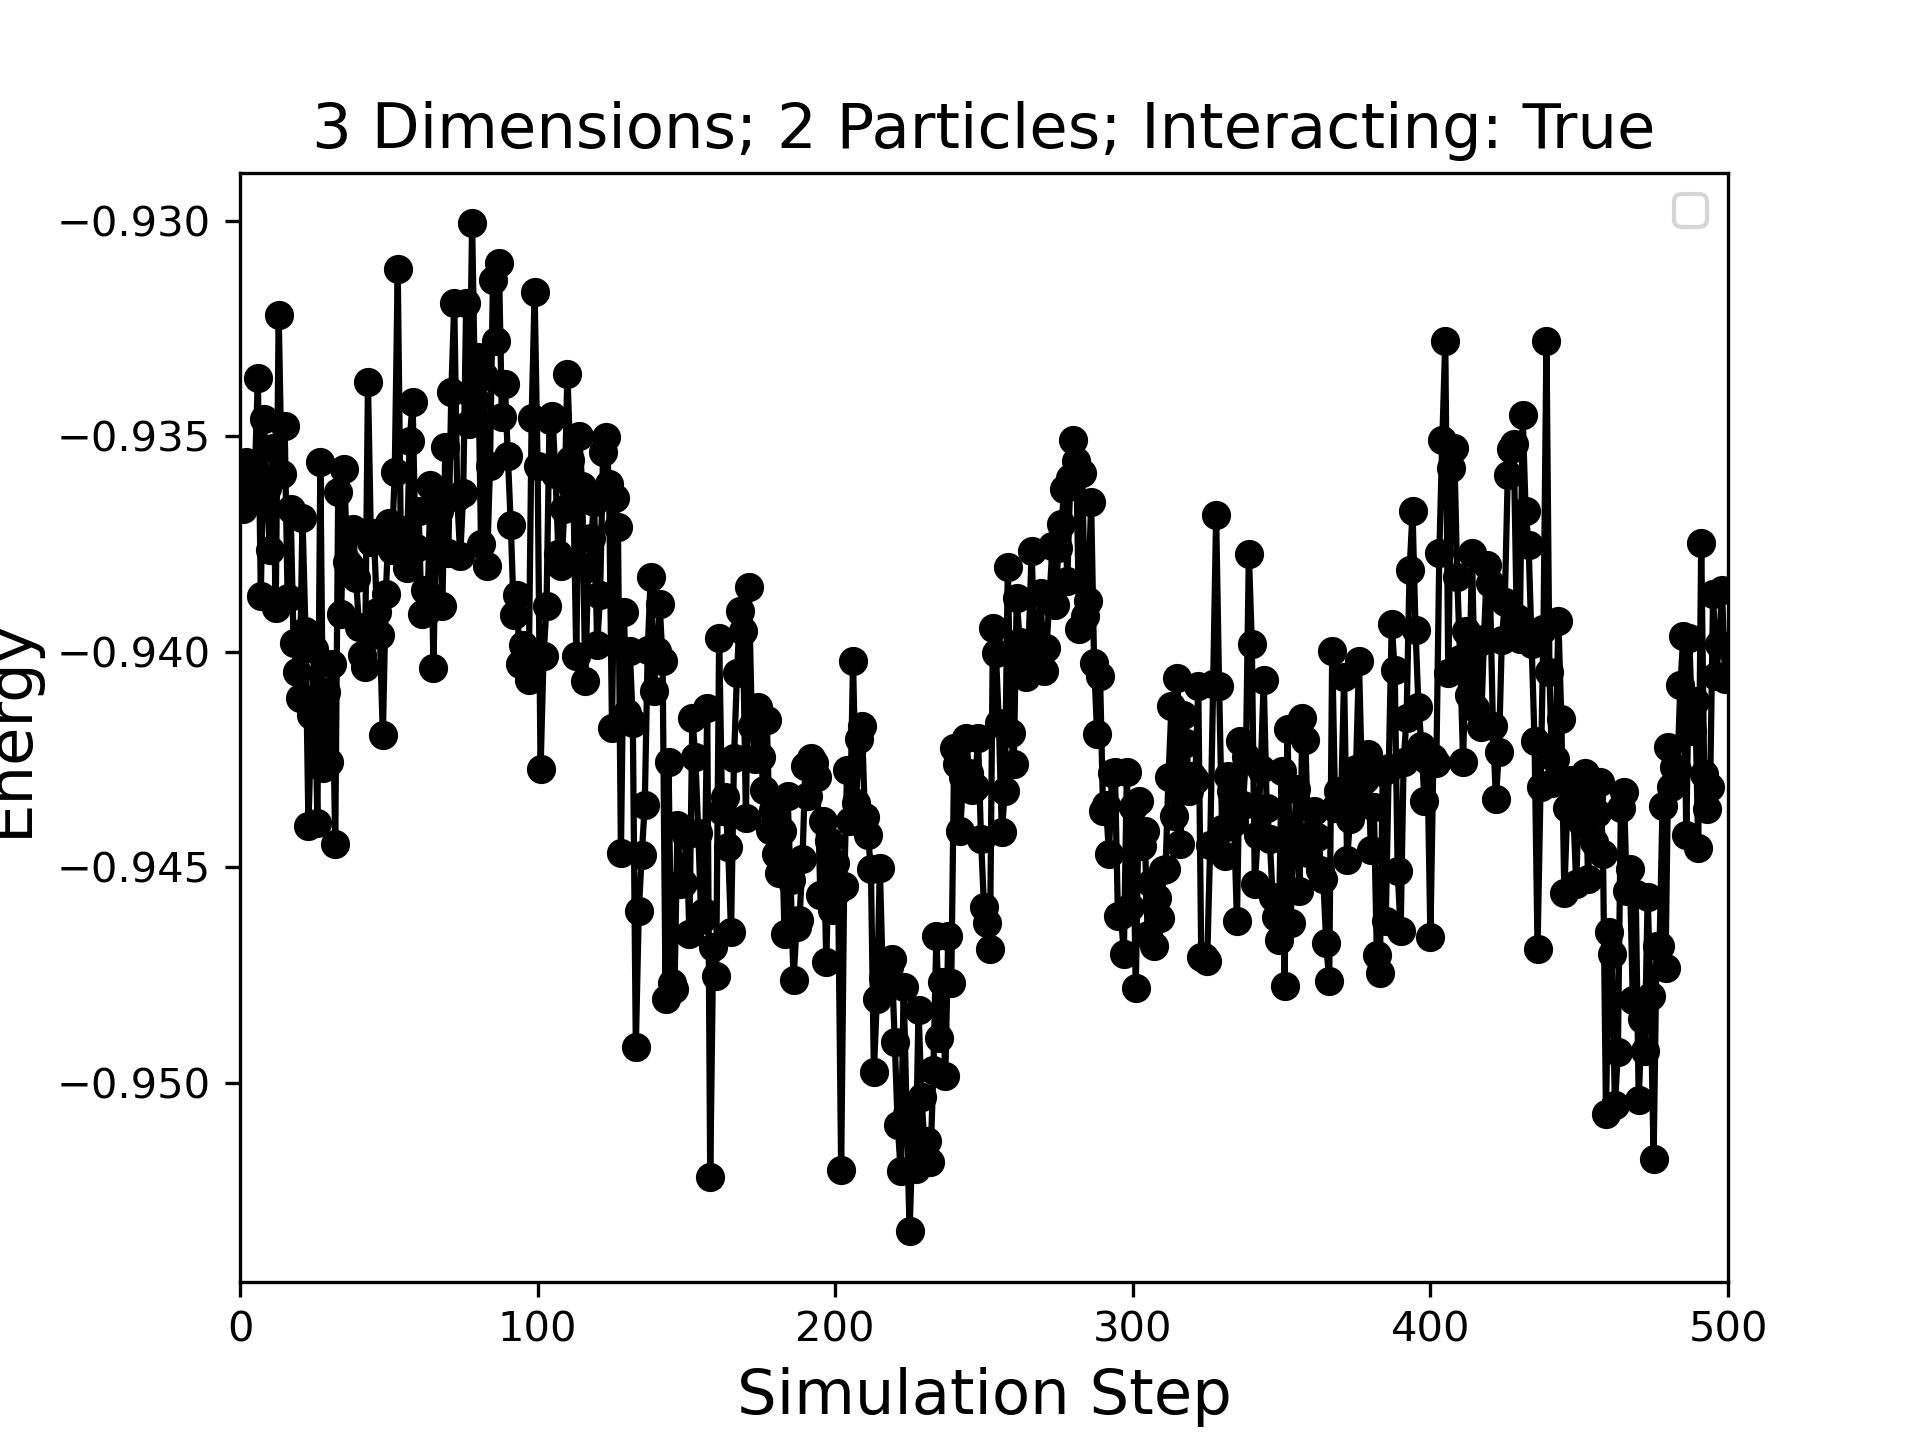 3 Dimensions; 2 Particles; Interacting: True
−0.930
−0.935
−0.940
−0.945
−0.950
Energy
0 100 200 300 400 500
Simulation Step